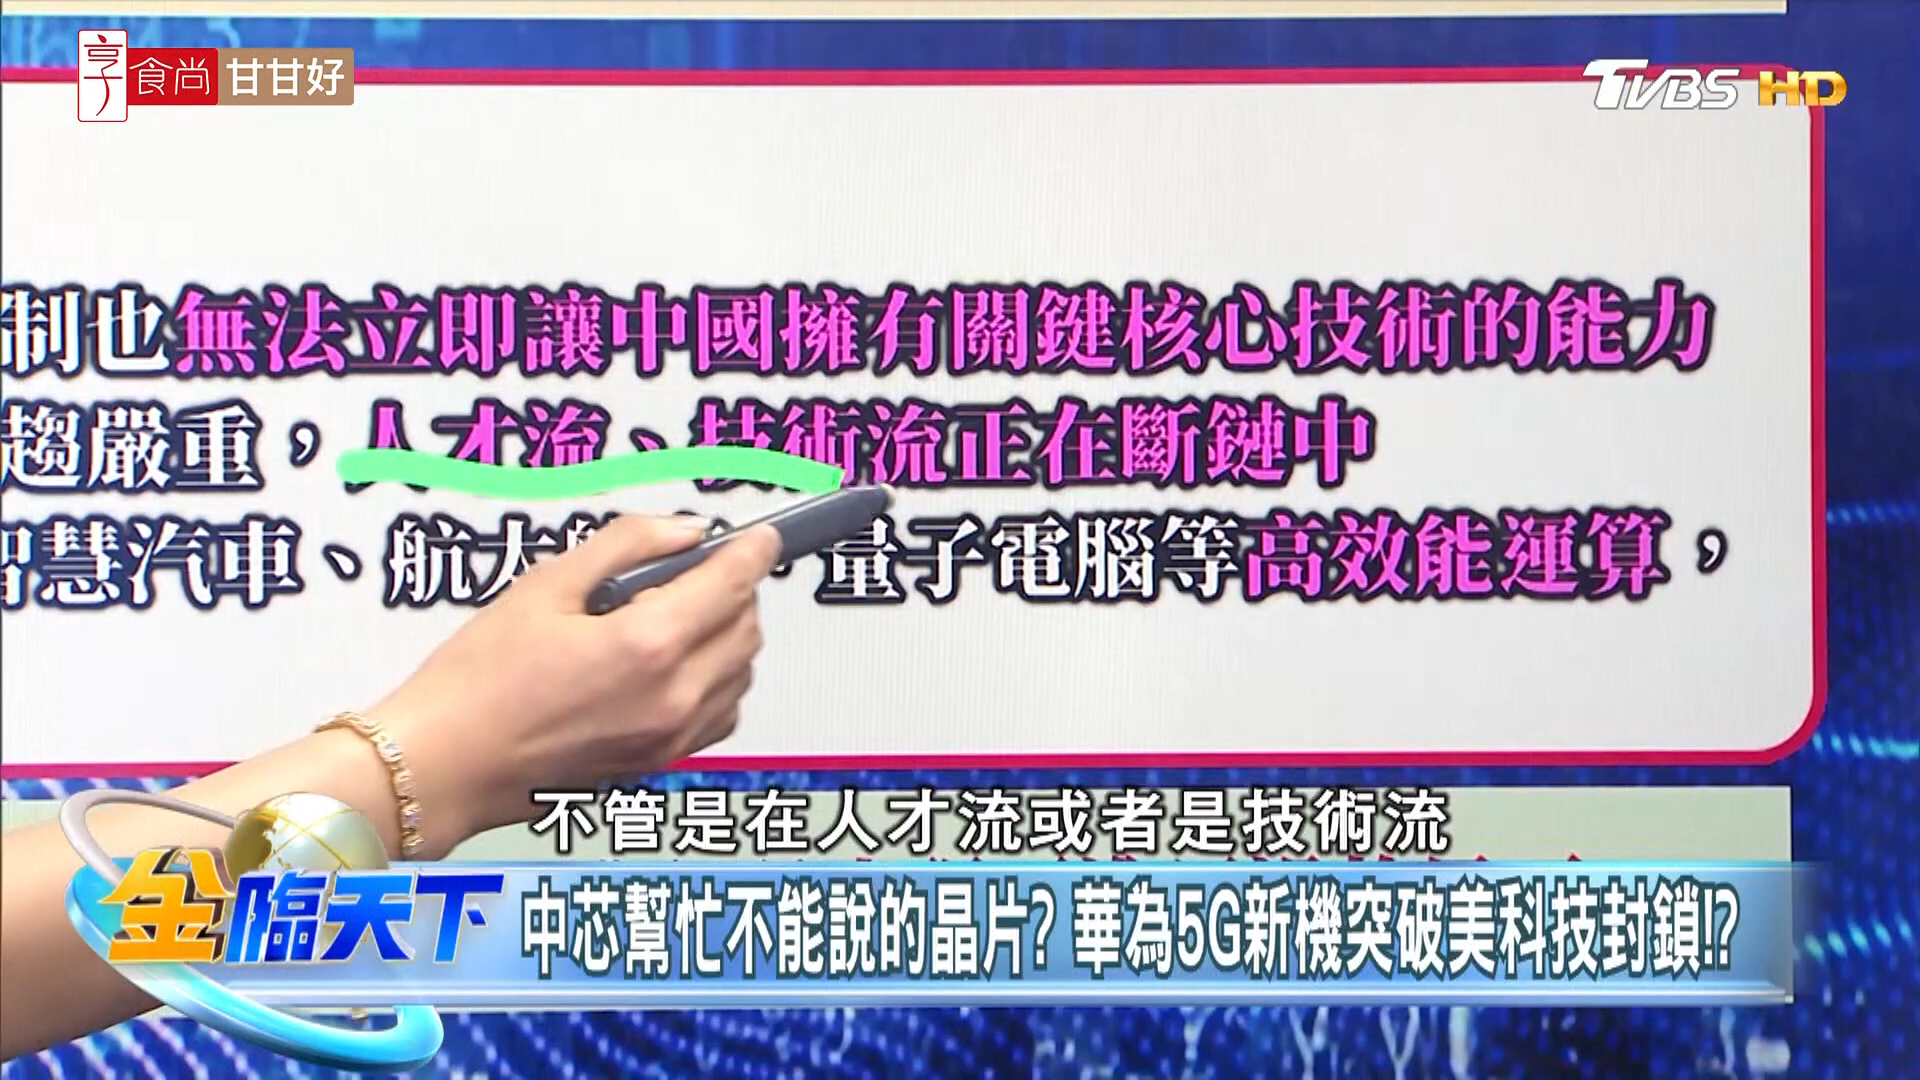 享食尚 甘甘好
TVBS HD
制也無法立即讓中國擁有關鍵核心技術的能力
趨嚴重，人才流、技術流正在斷鏈中
智慧汽車、航太 量子電腦等高效能運算，
不管是在人才流或者是技術流
金臨天下
中芯幫忙不能說的晶片? 華為5G新機突破美科技封鎖!?